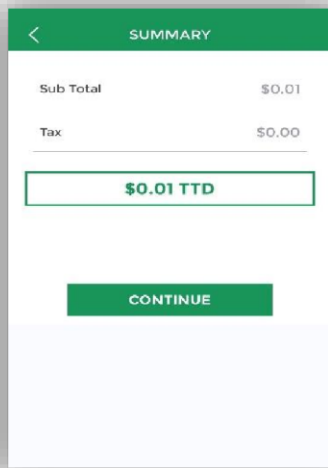 SUMMARY
Sub Total $0.01
Tax $0.00
$0.01 TTD
CONTINUE